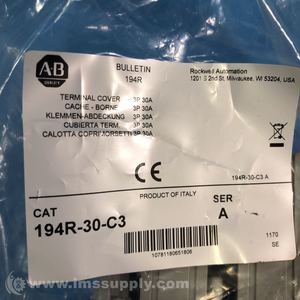 AB
BULLETIN
194R
Rockwell Automation
1201 S 2nd St. Milwaukee, WI 53204, USA
TERMINAL COVER 3P 30A
CACHE - BORNE 3P 30A
KLEMMEN-ABDECKUNG 3P 30A
CUBIERTA TERM. 3P 30A
CALOTTA COPRIMORSETTI 3P 30A
CE
194R-30-C3 A
PRODUCT OF ITALY
CAT
194R-30-C3
SER
A
10781180651806
1170
SE
www.imssupply.com